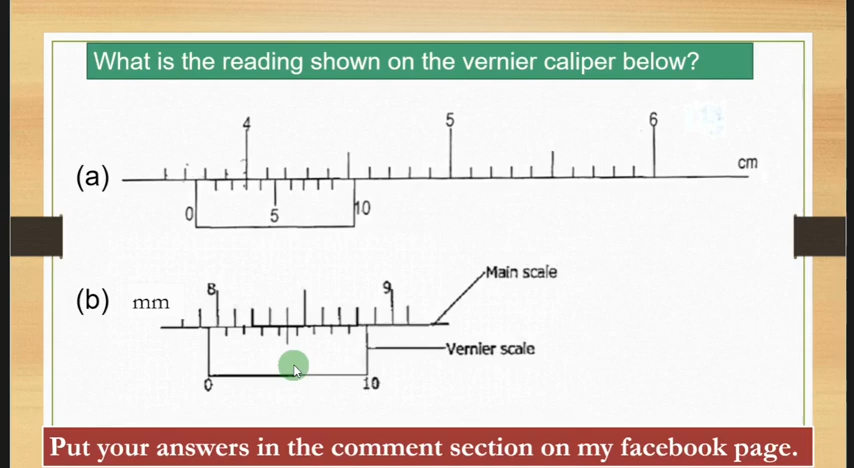 What is the reading shown on the vernier caliper below?
4 5 6
(a) cm
0 5 10
Main scale
8 9
(b) mm
Vernier scale
0 10
Put your answers in the comment section on my facebook page.